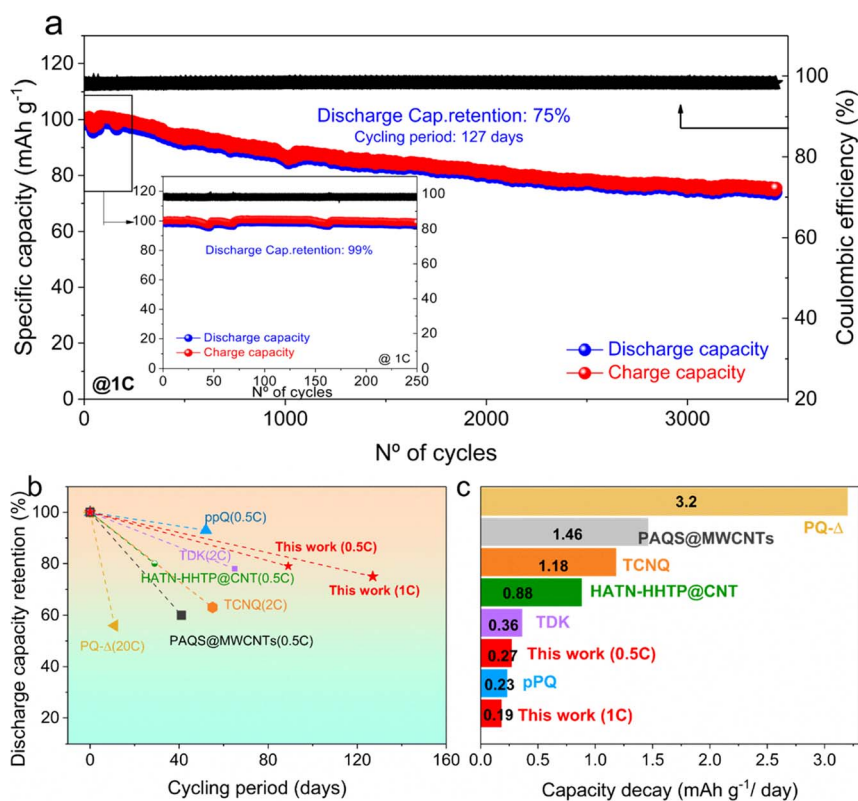 a
120
100
80
60
40
20
0
Specific capacity (mAh g⁻¹)
100
80
60
40
20
Coulombic efficiency (%)
Discharge Cap.retention: 75%
Cycling period: 127 days
120
100
80
60
40
20
0
100
80
60
40
20
0
Discharge Cap.retention: 99%
Discharge capacity
Charge capacity
@ 1C
0 50 100 150 200 250
Nº of cycles
@1C
Discharge capacity
Charge capacity
0 1000 2000 3000
Nº of cycles
b
100
80
60
40
20
Discharge capacity retention (%)
ppQ(0.5C)
TDK(2C)
This work (0.5C)
HATN-HHTP@CNT(0.5C)
This work (1C)
TCNQ(2C)
PQ-Δ(20C)
PAQS@MWCNTs(0.5C)
0 40 80 120 160
Cycling period (days)
c
3.2
PQ-Δ
1.46 PAQS@MWCNTs
1.18 TCNQ
0.88 HATN-HHTP@CNT
0.36 TDK
0.27 This work (0.5C)
0.23 pPQ
0.19 This work (1C)
0.0 0.5 1.0 1.5 2.0 2.5 3.0
Capacity decay (mAh g⁻¹/ day)